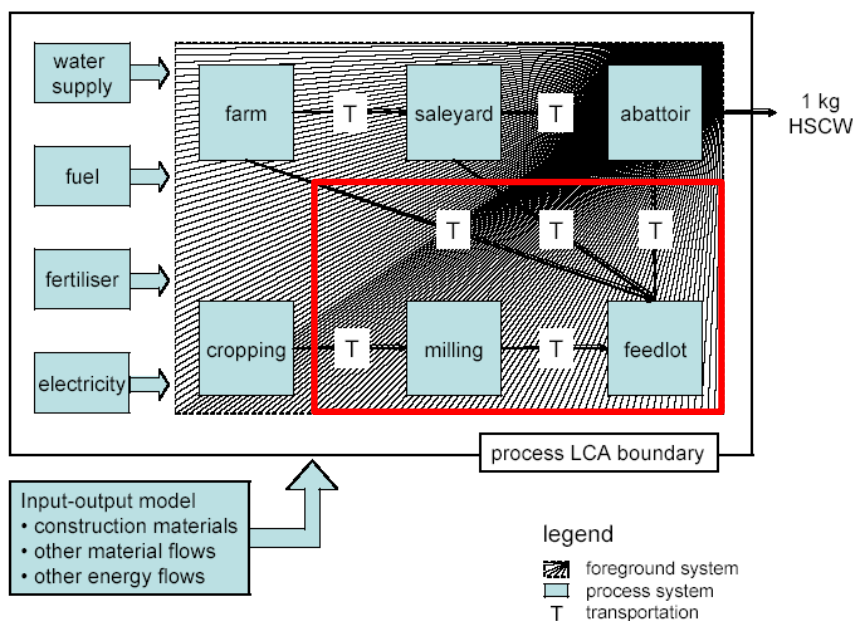 water
supply
fuel
fertiliser
electricity
farm
T
saleyard
T
abattoir
1 kg
HSCW
T
T
T
cropping
T
milling
T
feedlot
process LCA boundary
Input-output model
• construction materials
• other material flows
• other energy flows
legend
foreground system
process system
T transportation